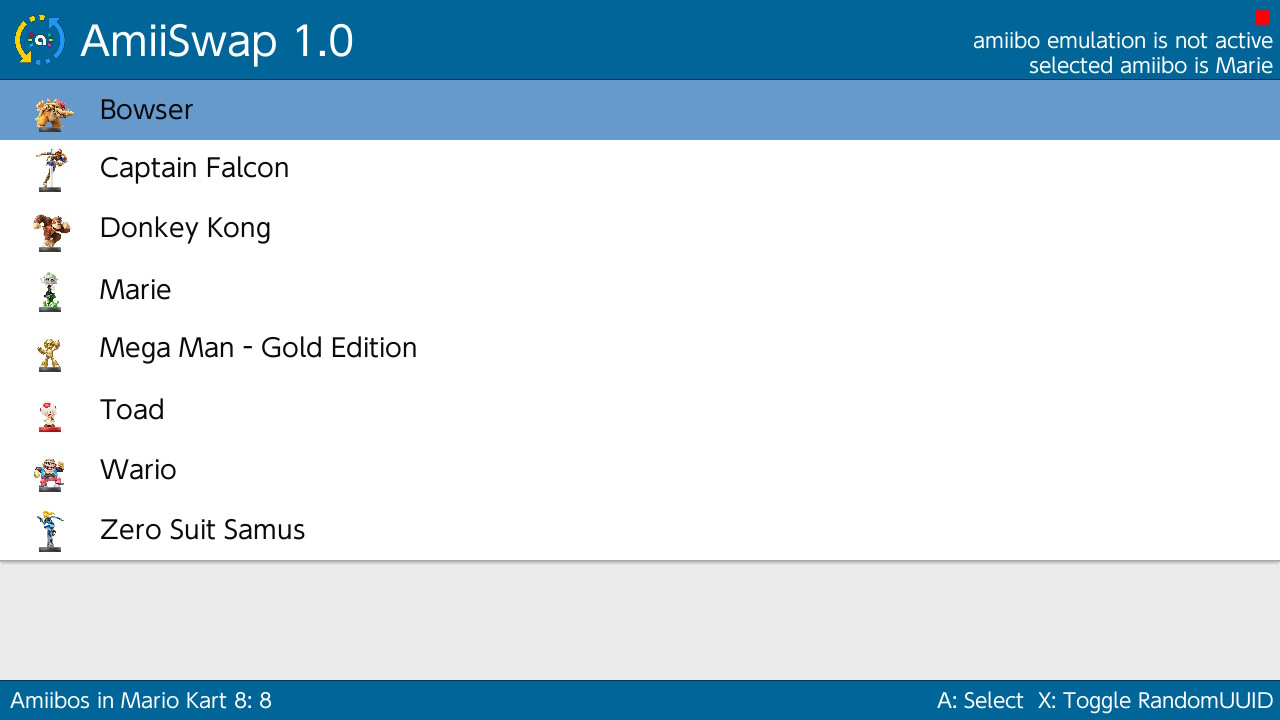 AmiiSwap 1.0
amiibo emulation is not active
selected amiibo is Marie
Bowser
Captain Falcon
Donkey Kong
Marie
Mega Man - Gold Edition
Toad
Wario
Zero Suit Samus
Amiibos in Mario Kart 8: 8
A: Select X: Toggle RandomUUID